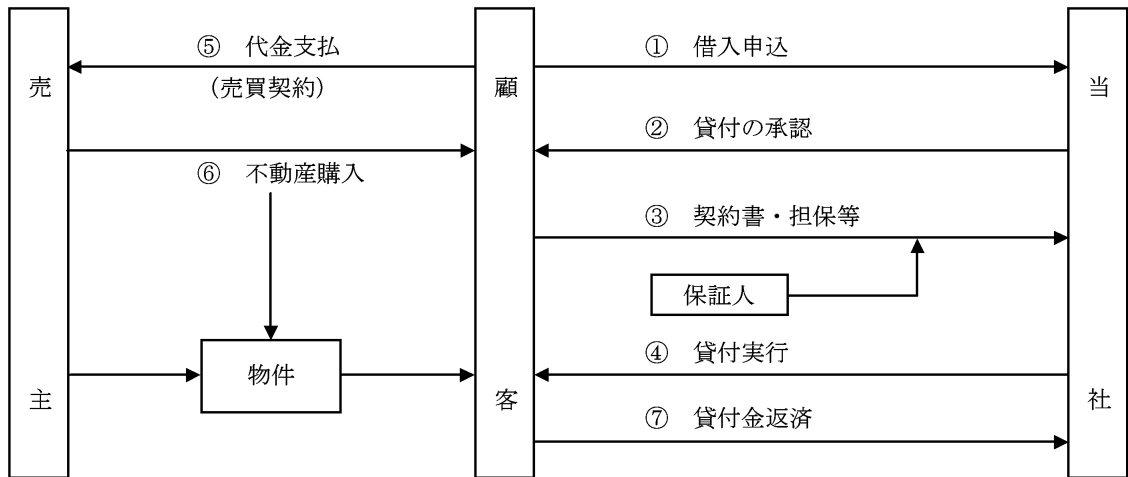 ⑤ 代金支払
(売買契約)
① 借入申込
売
顧
当
② 貸付の承認
⑥ 不動産購入
③ 契約書・担保等
保証人
④ 貸付実行
物件
主
客
社
⑦ 貸付金返済